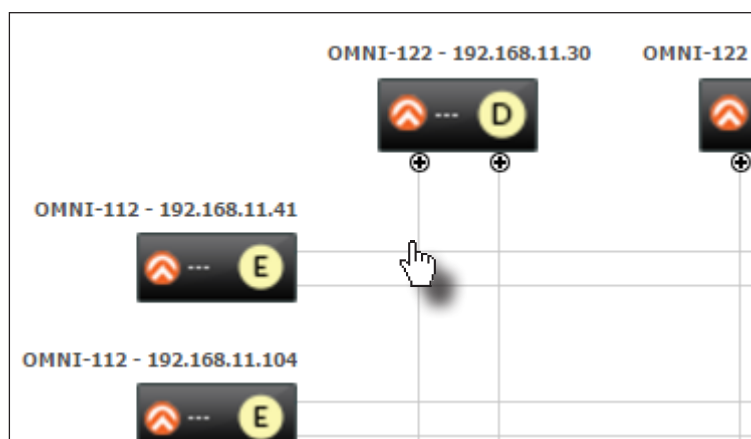 OMNI-122 - 192.168.11.30
OMNI-122
--- D
OMNI-112 - 192.168.11.41
--- E
OMNI-112 - 192.168.11.104
--- E